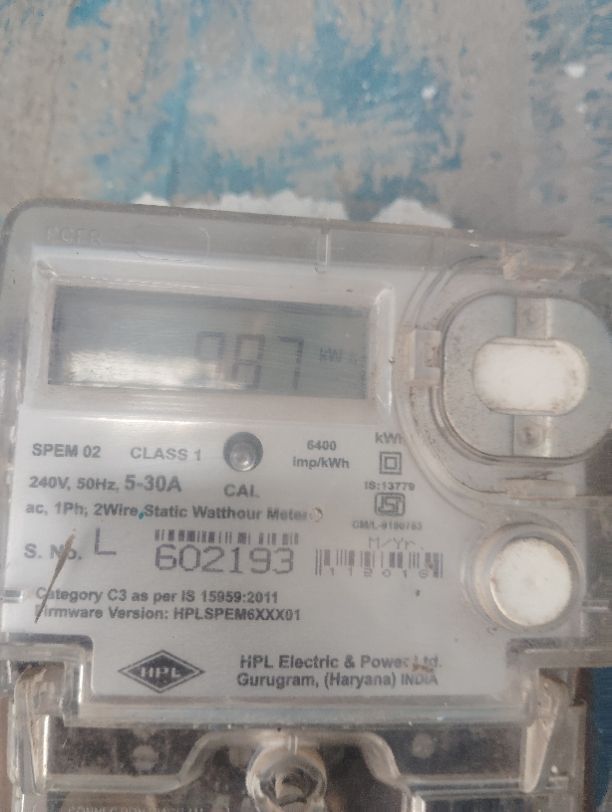 987 kW h
SPEM 02 CLASS 1 6400 imp/kWh kWh
240V, 50Hz, 5-30A CAL IS:13779
ac, 1Ph, 2Wire,Static Watthour Meter
S. No. L 602193 M/Yr.
Category C3 as per IS 15959:2011
Firmware Version: HPLSPEM6XXX01
HPL HPL Electric & Power Ltd.
Gurugram, (Haryana) INDIA